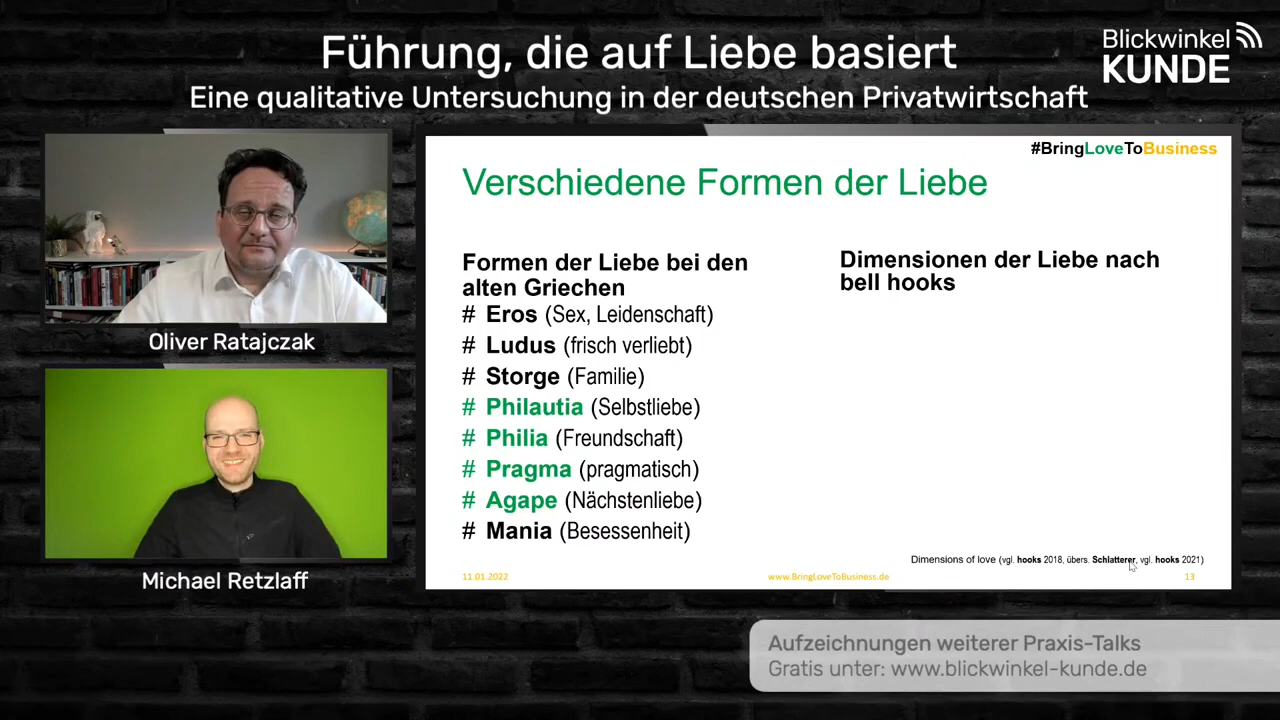 Führung, die auf Liebe basiert
Eine qualitative Untersuchung in der deutschen Privatwirtschaft
Blickwinkel
KUNDE
Oliver Ratajczak
Michael Retzlaff
#BringLoveToBusiness
Verschiedene Formen der Liebe
Formen der Liebe bei den
alten Griechen
# Eros (Sex, Leidenschaft)
# Ludus (frisch verliebt)
# Storge (Familie)
# Philautia (Selbstliebe)
# Philia (Freundschaft)
# Pragma (pragmatisch)
# Agape (Nächstenliebe)
# Mania (Besessenheit)
Dimensionen der Liebe nach
bell hooks
Dimensions of love (vgl. hooks 2018, übers. Schlatterer, vgl. hooks 2021)
11.01.2022
www.BringLoveToBusiness.de
13
Aufzeichnungen weiterer Praxis-Talks
Gratis unter: www.blickwinkel-kunde.de